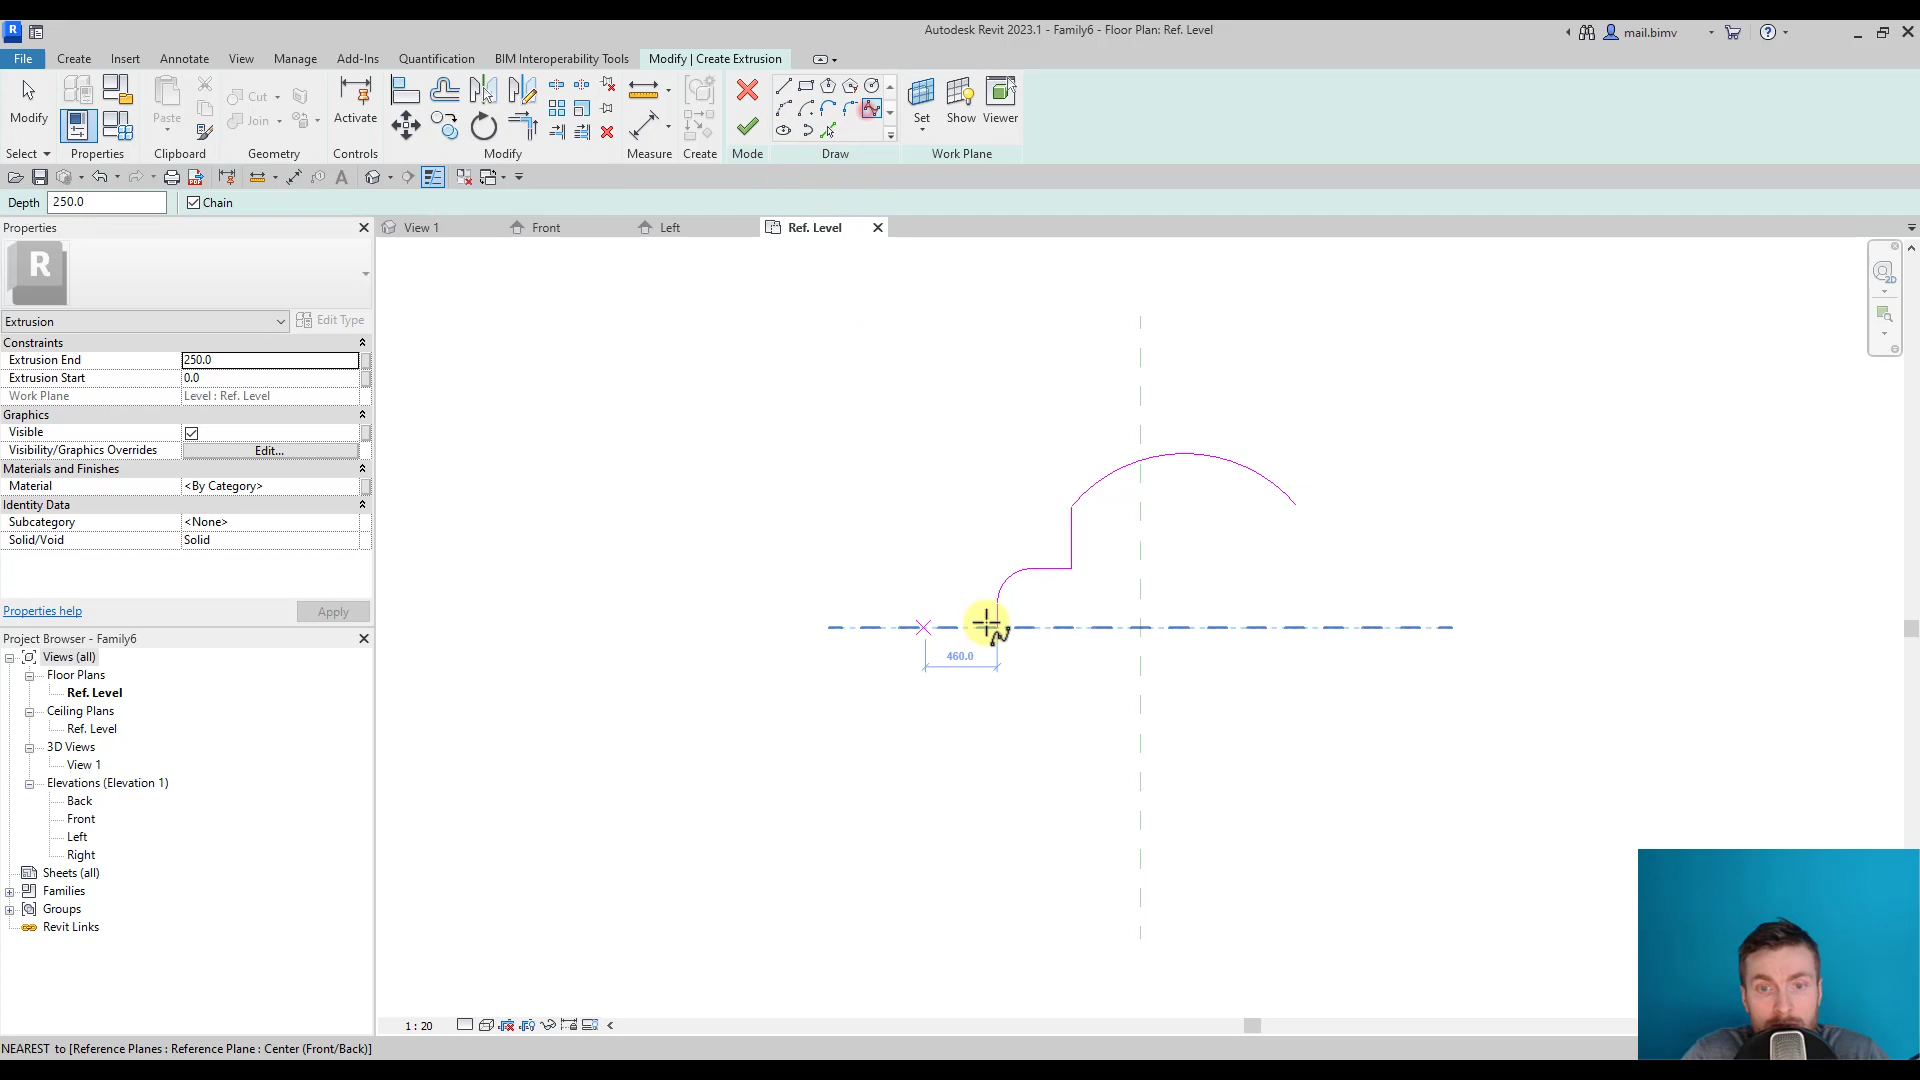 Autodesk Revit 2023.1 - Family6 - Floor Plan: Ref. Level
mail.bimv
File Create Insert Annotate View Manage Add-Ins Quantification BIM Interoperability Tools Modify | Create Extrusion
Modify
Paste
Cut
Join
Activate
Set
Show
Viewer
Select Properties Clipboard Geometry Controls Modify Measure Create Mode Draw Work Plane
Depth 250.0 Chain
Properties
View 1 Front Left Ref. Level
R
Extrusion
Edit Type
Constraints
Extrusion End 250.0
Extrusion Start 0.0
Work Plane Level : Ref. Level
Graphics
Visible
Visibility/Graphics Overrides Edit...
Materials and Finishes
Material <By Category>
Identity Data
Subcategory <None>
Solid/Void Solid
Properties help Apply
Project Browser - Family6
Views (all)
Floor Plans
Ref. Level
Ceiling Plans
Ref. Level
3D Views
View 1
Elevations (Elevation 1)
Back
Front
Left
Right
Sheets (all)
Families
Groups
Revit Links
460.0
2D
1 : 20
NEAREST to [Reference Planes : Reference Plane : Center (Front/Back)]